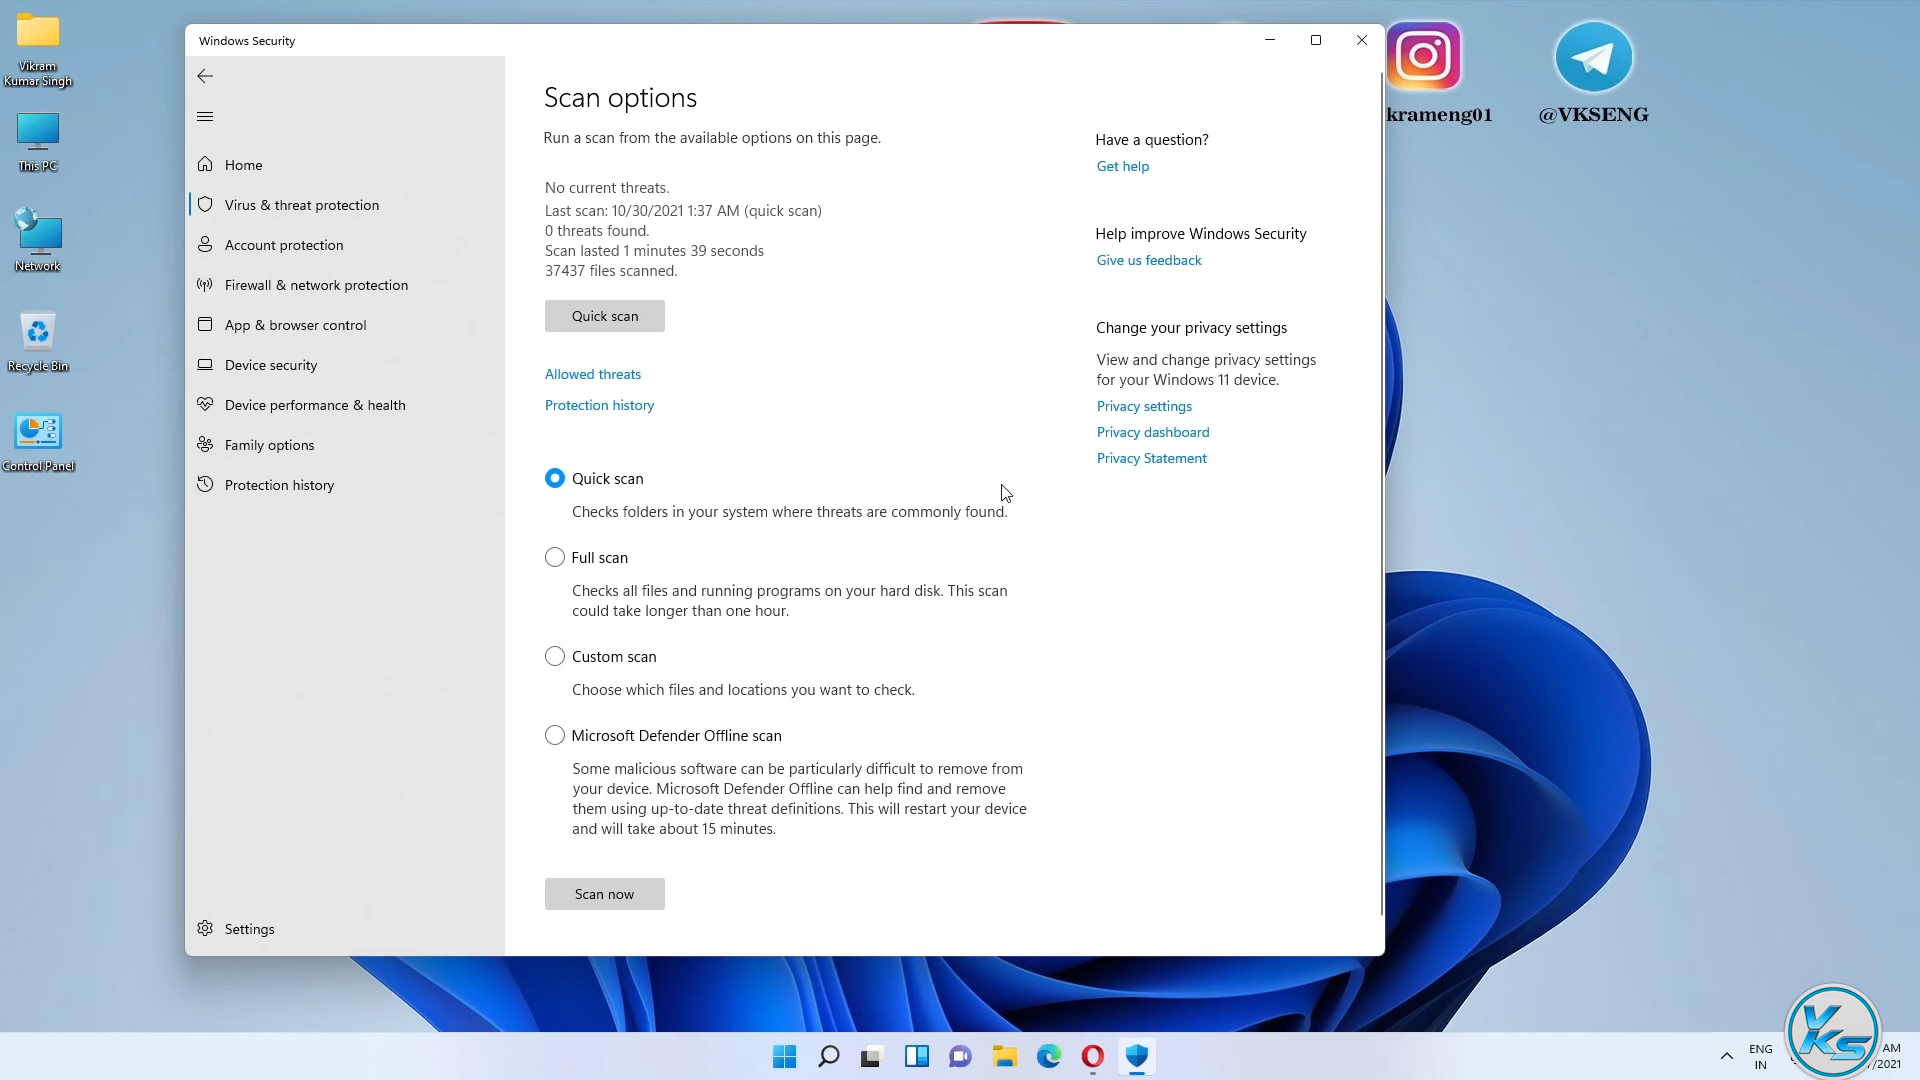 Vikram
Kumar Singh
This PC
Network
Recycle Bin
Control Panel
Windows Security
Home
Virus & threat protection
Account protection
Firewall & network protection
App & browser control
Device security
Device performance & health
Family options
Protection history
Settings
Scan options
Run a scan from the available options on this page.
No current threats.
Last scan: 10/30/2021 1:37 AM (quick scan)
0 threats found.
Scan lasted 1 minutes 39 seconds
37437 files scanned.
Quick scan
Allowed threats
Protection history
Quick scan
Checks folders in your system where threats are commonly found.
Full scan
Checks all files and running programs on your hard disk. This scan
could take longer than one hour.
Custom scan
Choose which files and locations you want to check.
Microsoft Defender Offline scan
Some malicious software can be particularly difficult to remove from
your device. Microsoft Defender Offline can help find and remove
them using up-to-date threat definitions. This will restart your device
and will take about 15 minutes.
Scan now
Have a question?
Get help
Help improve Windows Security
Give us feedback
Change your privacy settings
View and change privacy settings
for your Windows 11 device.
Privacy settings
Privacy dashboard
Privacy Statement
krameng01
@VKSENG
ENG
IN
AM
/2021
VKS